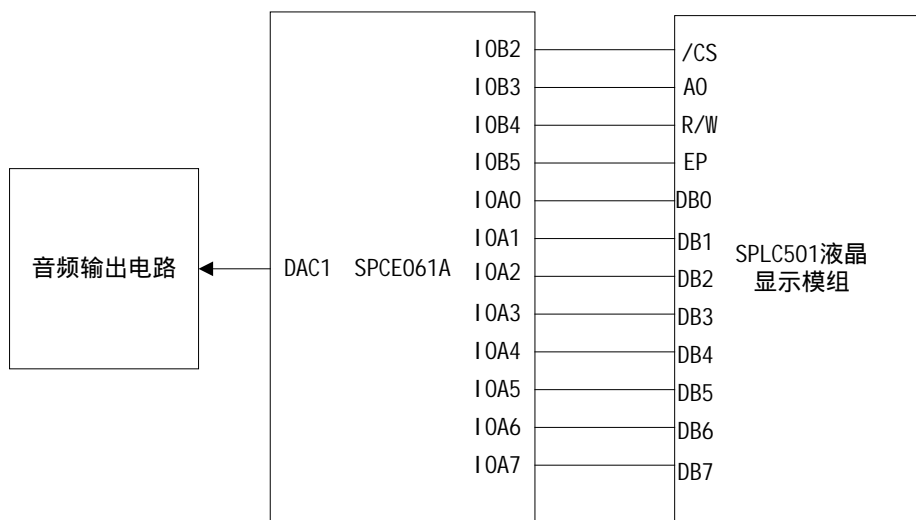 IOB2 /CS
IOB3 A0
IOB4 R/W
IOB5 EP
IOA0 DB0
IOA1 DB1
音频输出电路 DAC1 SPCE061A IOA2 DB2 SPLC501液晶
显示模组
IOA3 DB3
IOA4 DB4
IOA5 DB5
IOA6 DB6
IOA7 DB7